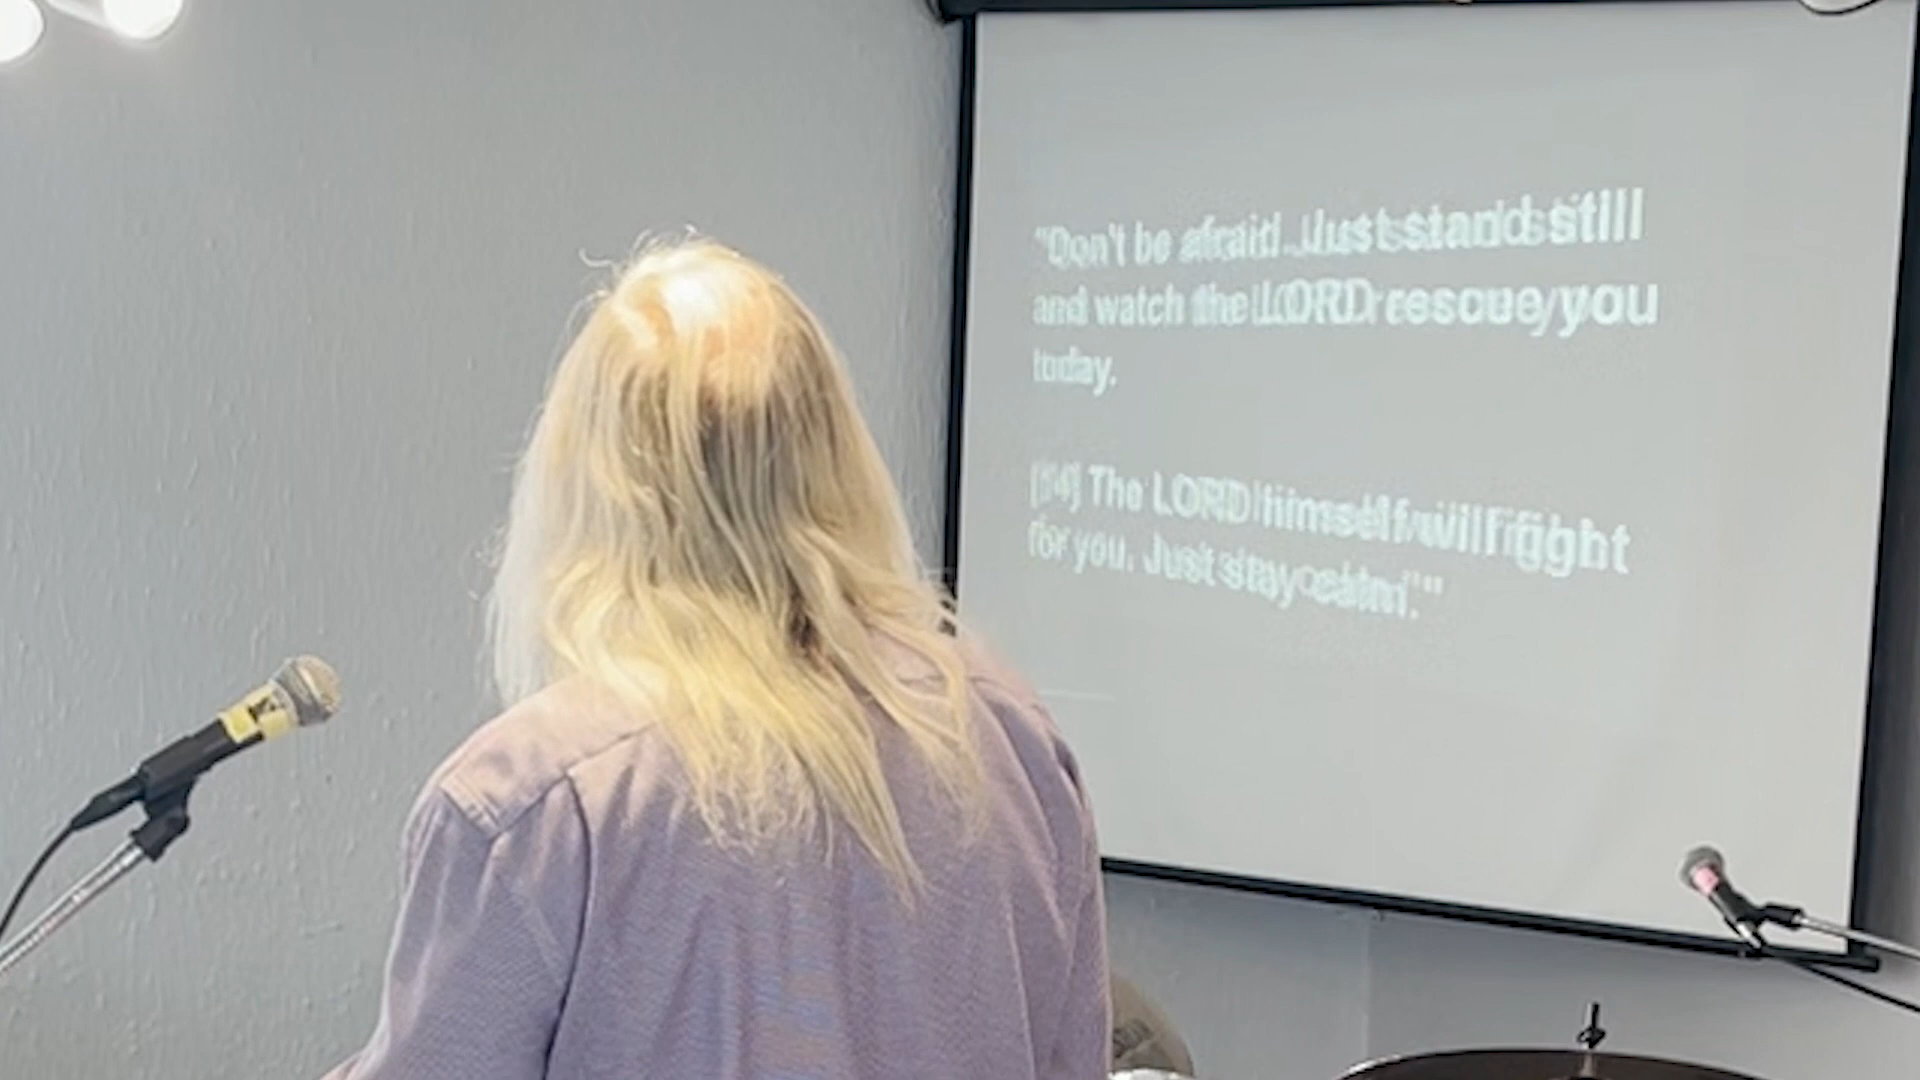 "Don't be afraid. Just stand still
and watch the LORD rescue you
today.
[14] The LORD himself will fight
for you. Just stay calm."